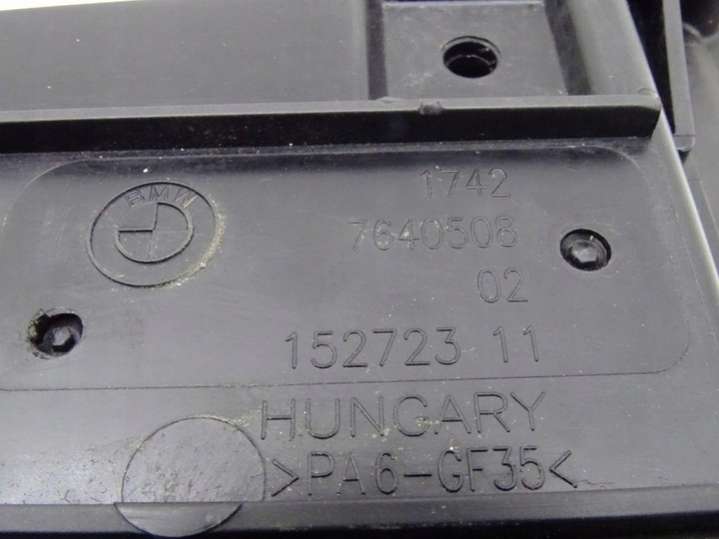 BMW
1742
7640508
02
152723 11
HUNGARY
>PA6-GF35<